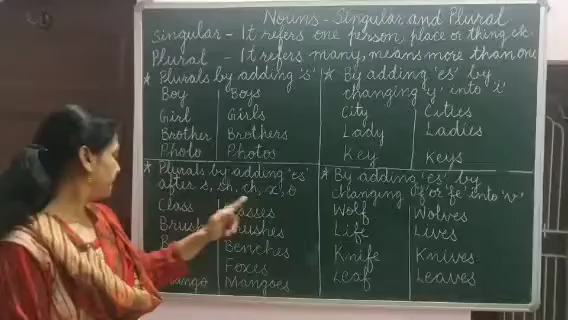 Nouns - Singular and Plural
Singular - It refers one person, place or thing etc.
Plural - It refers many, means more than one
* Plurals by adding 's'
Boy Boys
Girl Girls
Brother Brothers
Photo Photos
* By adding 'es' by
changing 'y' into 'i'
City Cities
Lady Ladies
Key Keys
* Plurals by adding 'es'
after s, sh, ch, x, o
Class
Brush
Benches
Foxes
Mangoes
* By adding 'es' by
changing 'f' or 'fe' into 'v'
Wolf Wolves
Life Lives
Knife Knives
Leaf Leaves